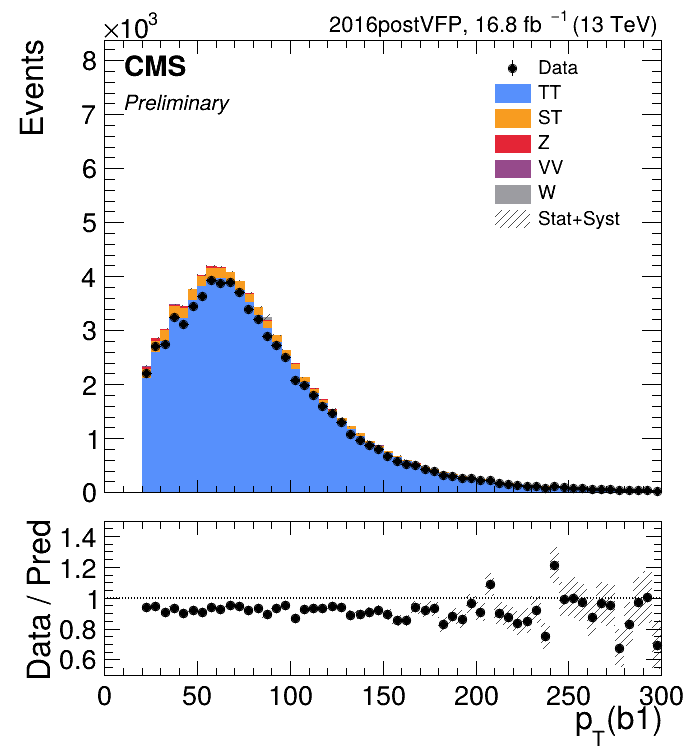 ×10³
2016postVFP, 16.8 fb ⁻¹ (13 TeV)
Events
CMS
Preliminary
Data
TT
ST
Z
VV
W
Stat+Syst
8
7
6
5
4
3
2
1
0
Data / Pred
1.4
1.2
1
0.8
0.6
0 50 100 150 200 250 300
p_T(b1)